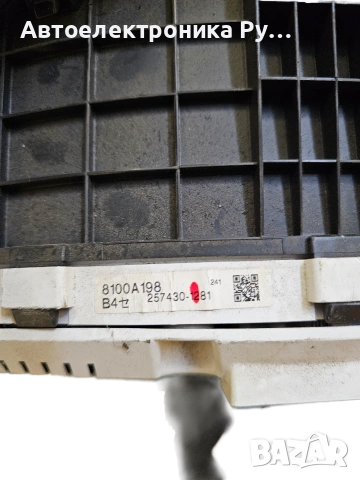 Автоелектроника Ру...
8100A198
241
B4セ 257430-1281
BAZAR